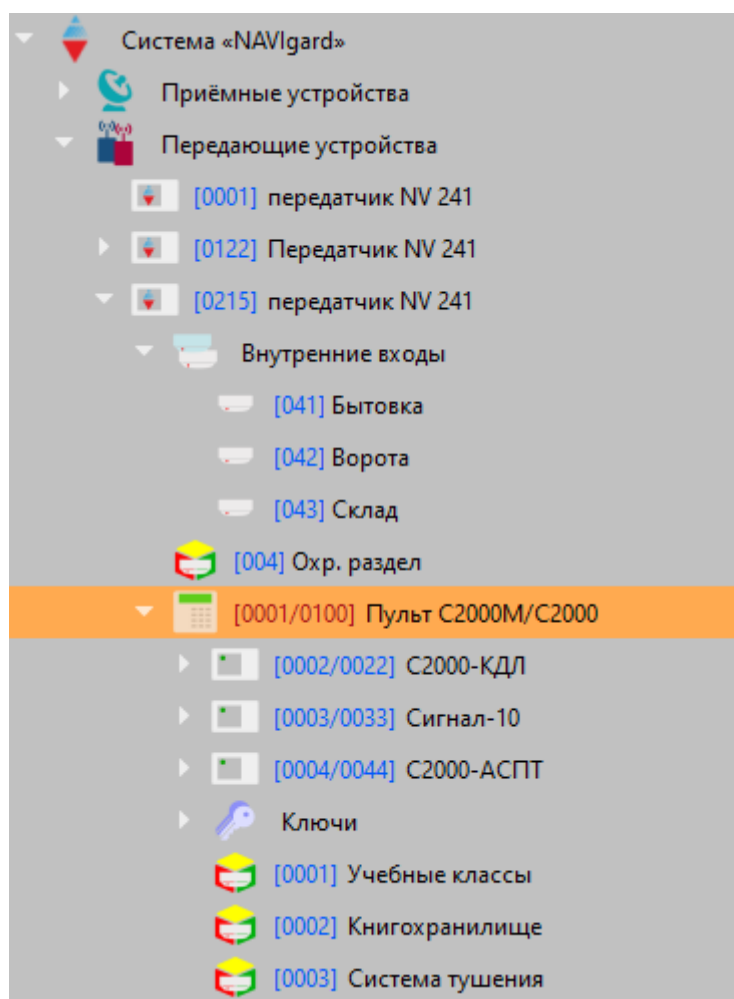 Система «NAVIgard»
Приёмные устройства
Передающие устройства
[0001] передатчик NV 241
[0122] Передатчик NV 241
[0215] передатчик NV 241
Внутренние входы
[041] Бытовка
[042] Ворота
[043] Склад
[004] Охр. раздел
[0001/0100] Пульт С2000М/С2000
[0002/0022] С2000-КДЛ
[0003/0033] Сигнал-10
[0004/0044] С2000-АСПТ
Ключи
[0001] Учебные классы
[0002] Книгохранилище
[0003] Система тушения